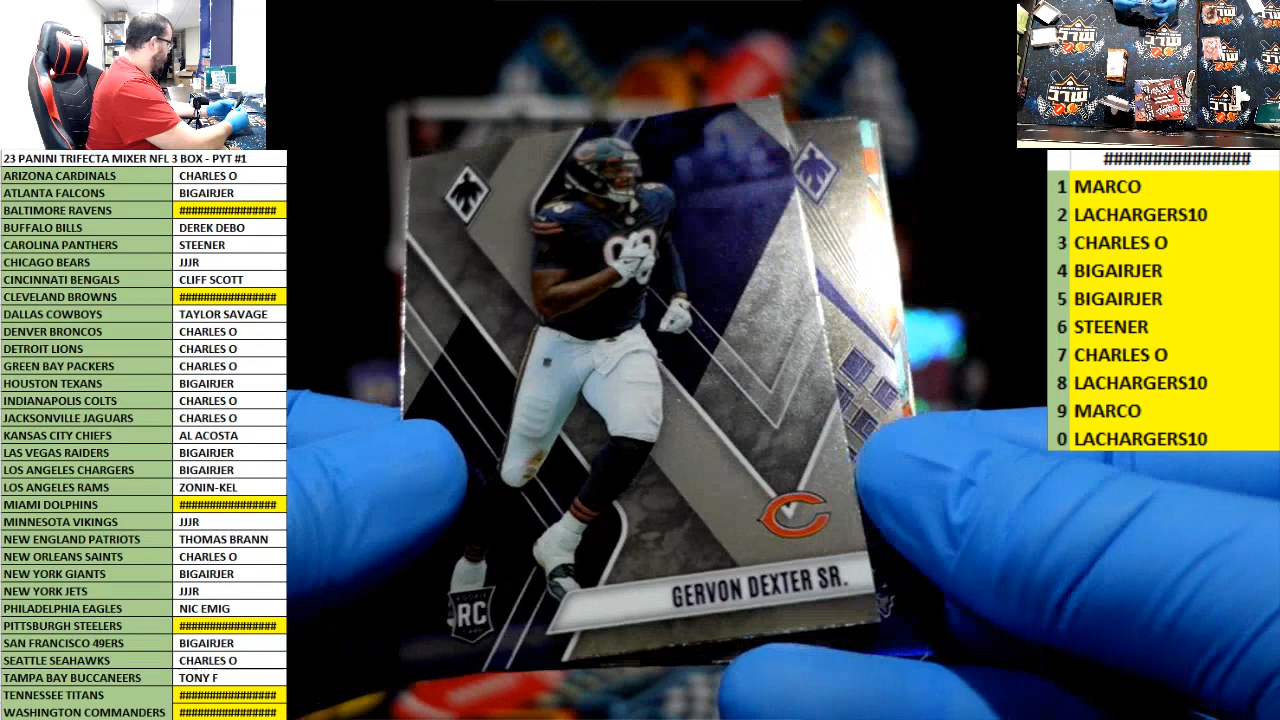 23 PANINI TRIFECTA MIXER NFL 3 BOX - PYT #1
ARIZONA CARDINALS CHARLES O
ATLANTA FALCONS BIGAIRJER
BALTIMORE RAVENS ################
BUFFALO BILLS DEREK DEBO
CAROLINA PANTHERS STEENER
CHICAGO BEARS JJJR
CINCINNATI BENGALS CLIFF SCOTT
CLEVELAND BROWNS ################
DALLAS COWBOYS TAYLOR SAVAGE
DENVER BRONCOS CHARLES O
DETROIT LIONS CHARLES O
GREEN BAY PACKERS CHARLES O
HOUSTON TEXANS BIGAIRJER
INDIANAPOLIS COLTS CHARLES O
JACKSONVILLE JAGUARS CHARLES O
KANSAS CITY CHIEFS AL ACOSTA
LAS VEGAS RAIDERS BIGAIRJER
LOS ANGELES CHARGERS BIGAIRJER
LOS ANGELES RAMS ZONIN-KEL
MIAMI DOLPHINS ################
MINNESOTA VIKINGS JJJR
NEW ENGLAND PATRIOTS THOMAS BRANN
NEW ORLEANS SAINTS CHARLES O
NEW YORK GIANTS BIGAIRJER
NEW YORK JETS JJJR
PHILADELPHIA EAGLES NIC EMIG
PITTSBURGH STEELERS ################
SAN FRANCISCO 49ERS BIGAIRJER
SEATTLE SEAHAWKS CHARLES O
TAMPA BAY BUCCANEERS TONY F
TENNESSEE TITANS ################
WASHINGTON COMMANDERS ################
GERVON DEXTER SR.
RC
################
1 MARCO
2 LACHARGERS10
3 CHARLES O
4 BIGAIRJER
5 BIGAIRJER
6 STEENER
7 CHARLES O
8 LACHARGERS10
9 MARCO
0 LACHARGERS10